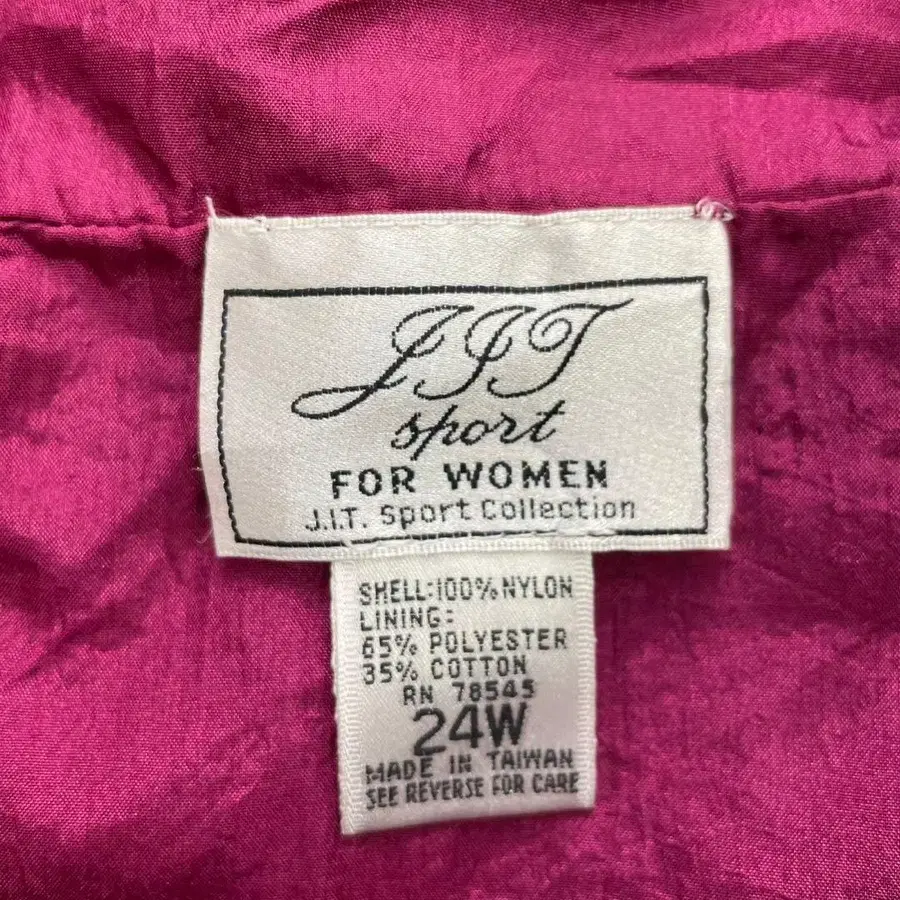 JJT
sport
FOR WOMEN
J.I.T. Sport Collection
SHELL:100%NYLON
LINING:
65% POLYESTER
35% COTTON
RN 78545
24W
MADE IN TAIWAN
SEE REVERSE FOR CARE